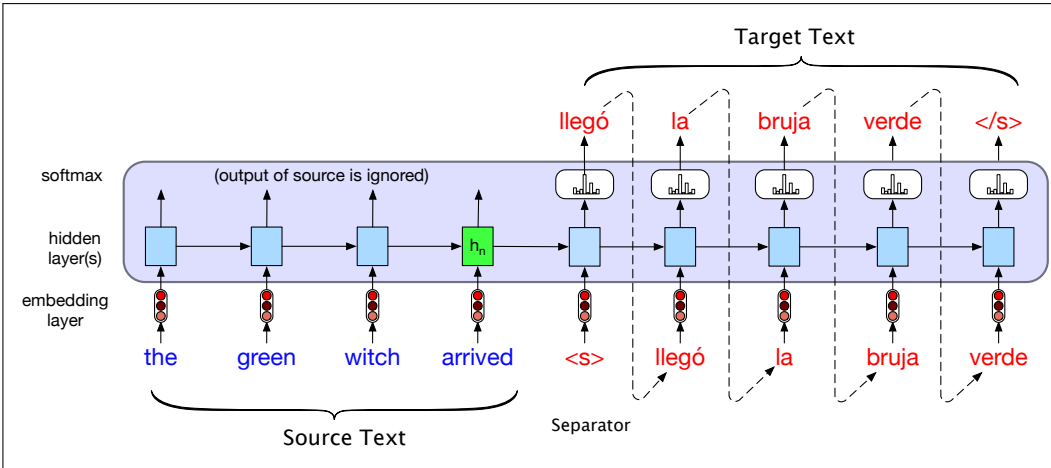 Target Text
llegó la bruja verde </s>
softmax (output of source is ignored)
hidden
layer(s)
hn
embedding
layer
the green witch arrived <s> llegó la bruja verde
Separator
Source Text